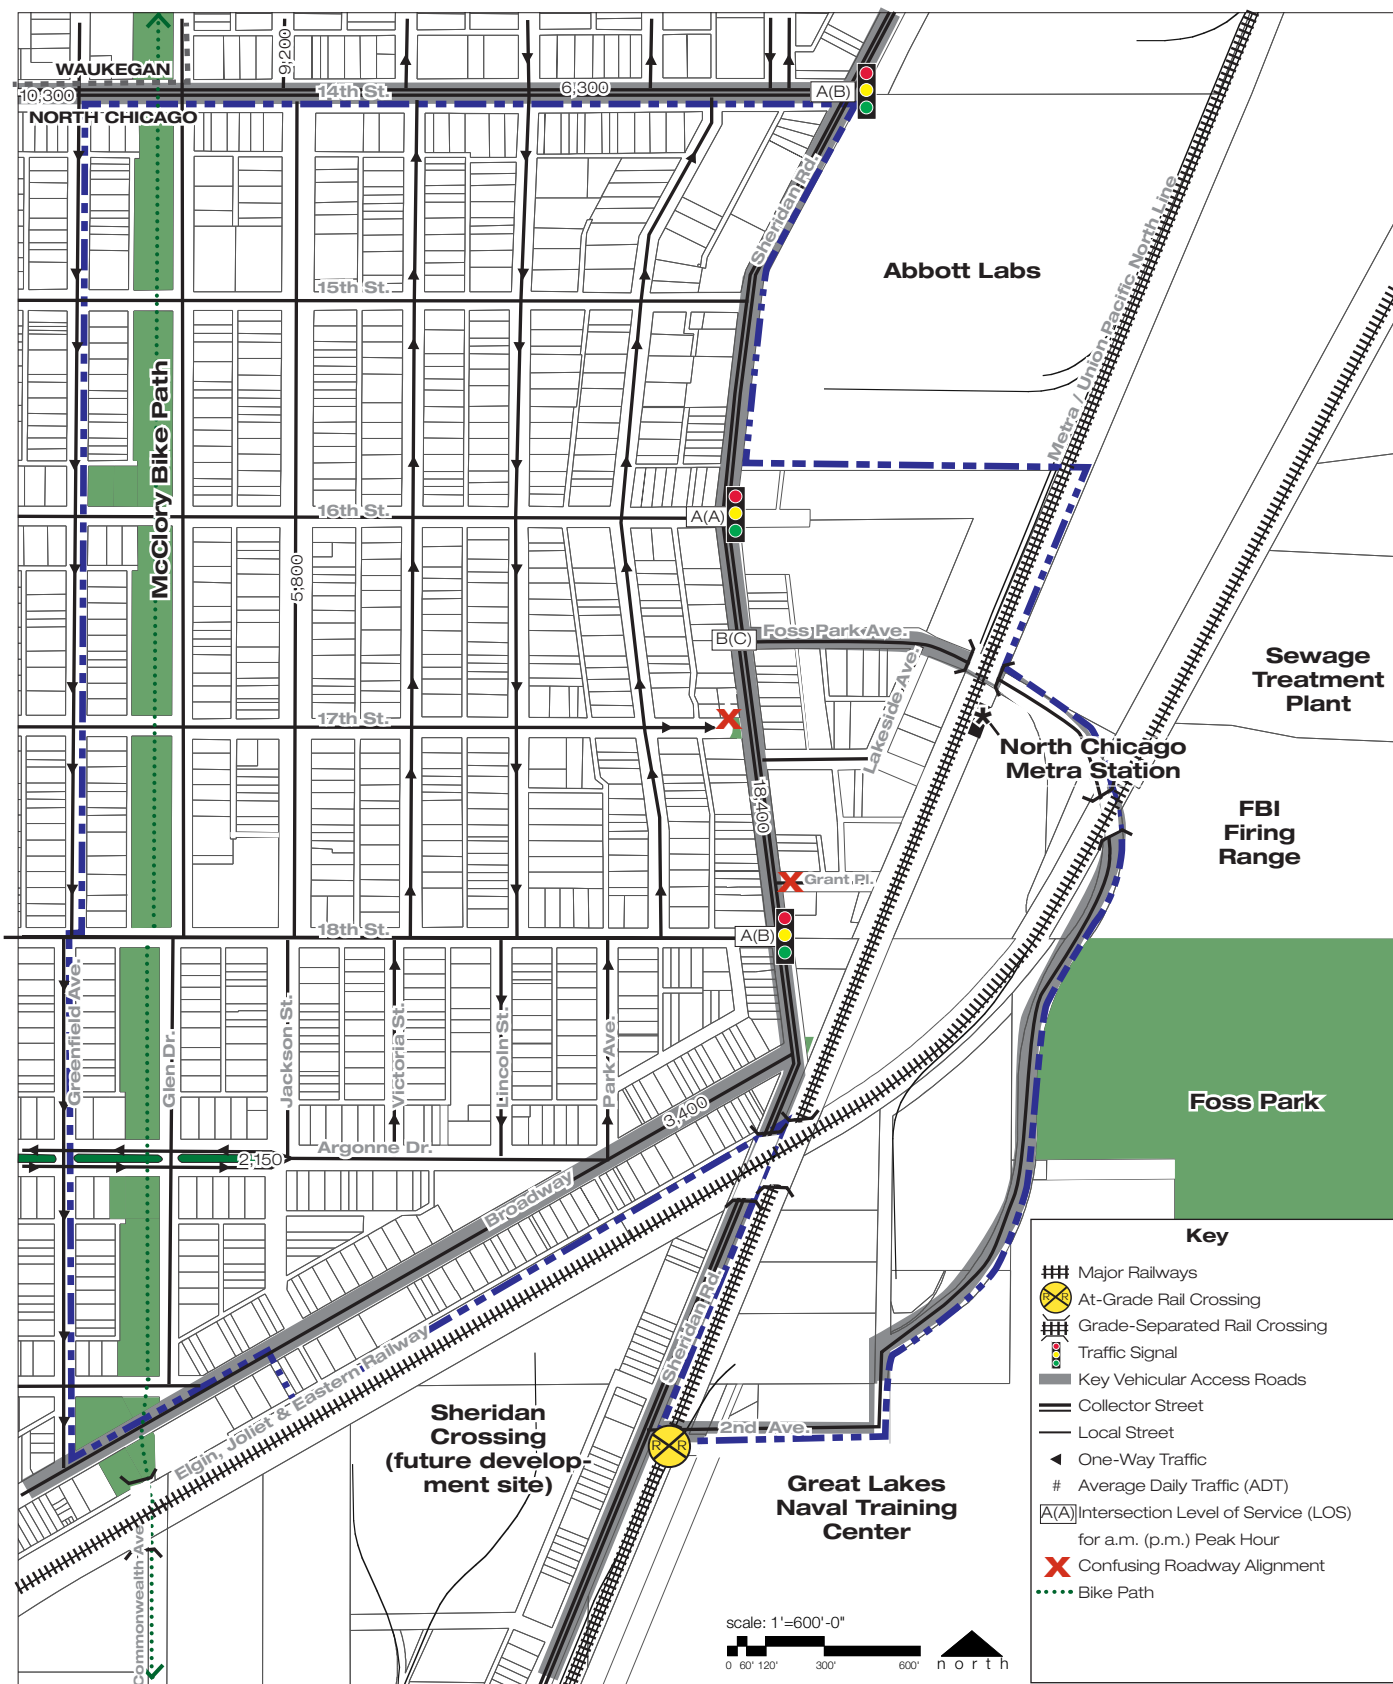 WAUKEGAN
9,200
10,300
14th St.
6,300
A(B)
NORTH CHICAGO
Sheridan Rd.
Metra / Union Pacific North Line
Abbott Labs
15th St.
McClory Bike Path
16th St.
A(A)
5,800
B(C)
Foss Park Ave.
Lakeside Ave.
Sewage
Treatment
Plant
17th St.
North Chicago
Metra Station
18,400
FBI
Firing
Range
Grant Pl.
18th St.
A(B)
Greenfield Ave.
Glen Dr.
Jackson St.
Victoria St.
Lincoln St.
Park Ave.
3,400
Foss Park
Argonne Dr.
2,150
Broadway
Sheridan Rd.
Elgin, Joliet & Eastern Railway
Sheridan
Crossing
(future develop-
ment site)
2nd Ave.
R R
Great Lakes
Naval Training
Center
Commonwealth Ave.
scale: 1'=600'-0"
0 60' 120' 300' 600'
north
Key
Major Railways
R R At-Grade Rail Crossing
Grade-Separated Rail Crossing
Traffic Signal
Key Vehicular Access Roads
Collector Street
Local Street
One-Way Traffic
# Average Daily Traffic (ADT)
A(A) Intersection Level of Service (LOS)
for a.m. (p.m.) Peak Hour
Confusing Roadway Alignment
Bike Path